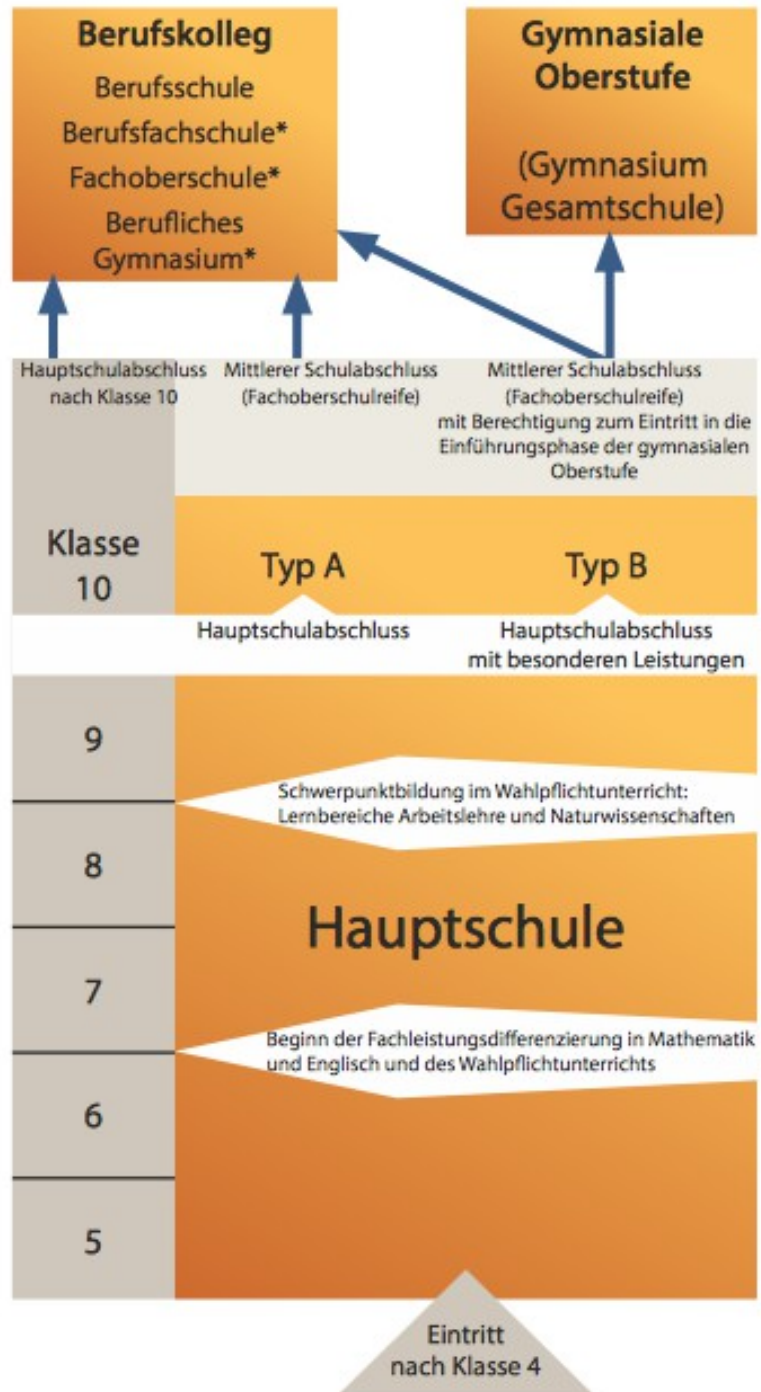 Berufskolleg
Berufsschule
Berufsfachschule*
Fachoberschule*
Berufliches
Gymnasium*
Gymnasiale
Oberstufe
(Gymnasium
Gesamtschule)
Hauptschulabschluss
nach Klasse 10
Mittlerer Schulabschluss
(Fachoberschulreife)
Mittlerer Schulabschluss
(Fachoberschulreife)
mit Berechtigung zum Eintritt in die
Einführungsphase der gymnasialen
Oberstufe
Klasse
10
Typ A
Typ B
Hauptschulabschluss
Hauptschulabschluss
mit besonderen Leistungen
9
Schwerpunktbildung im Wahlpflichtunterricht:
Lernbereiche Arbeitslehre und Naturwissenschaften
8
Hauptschule
7
Beginn der Fachleistungsdifferenzierung in Mathematik
und Englisch und des Wahlpflichtunterrichts
6
5
Eintritt
nach Klasse 4